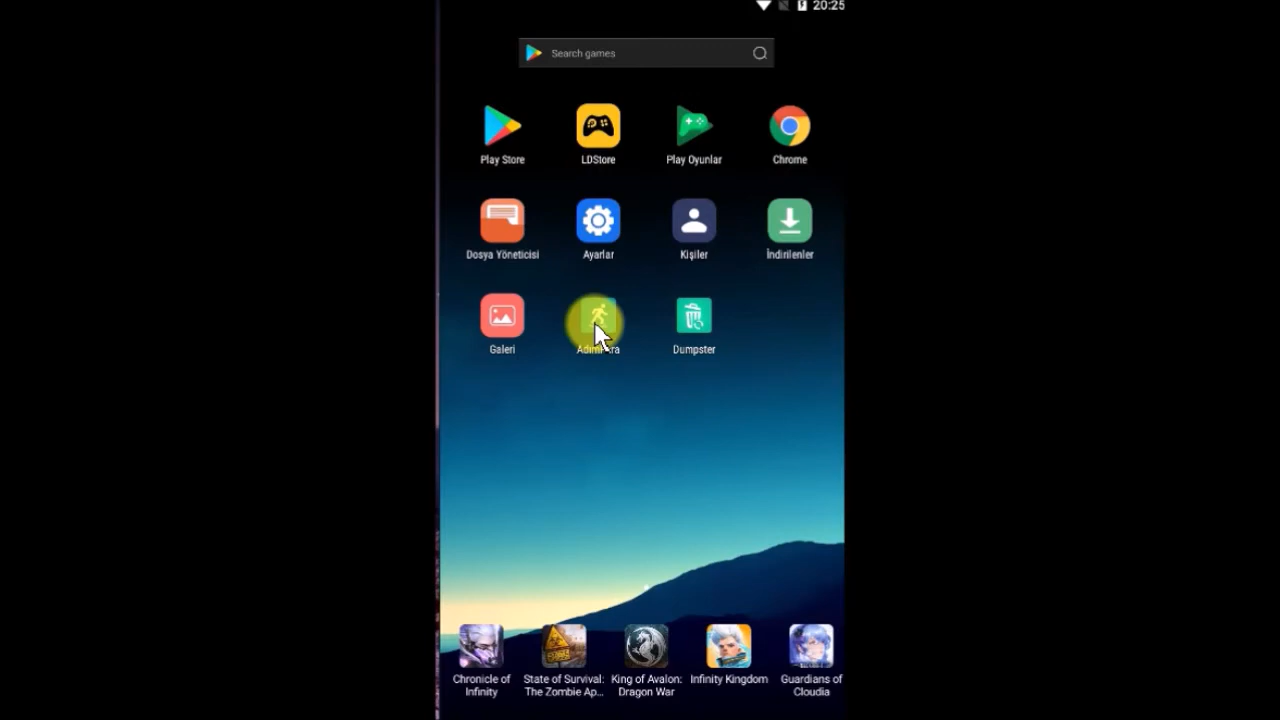 20:25
Search games
Play Store
LDStore
Play Oyunlar
Chrome
Dosya Yöneticisi
Ayarlar
Kişiler
İndirilenler
Galeri
Dumpster
Chronicle of
Infinity
State of Survival:
The Zombie Ap...
King of Avalon:
Dragon War
Infinity Kingdom
Guardians of
Cloudia